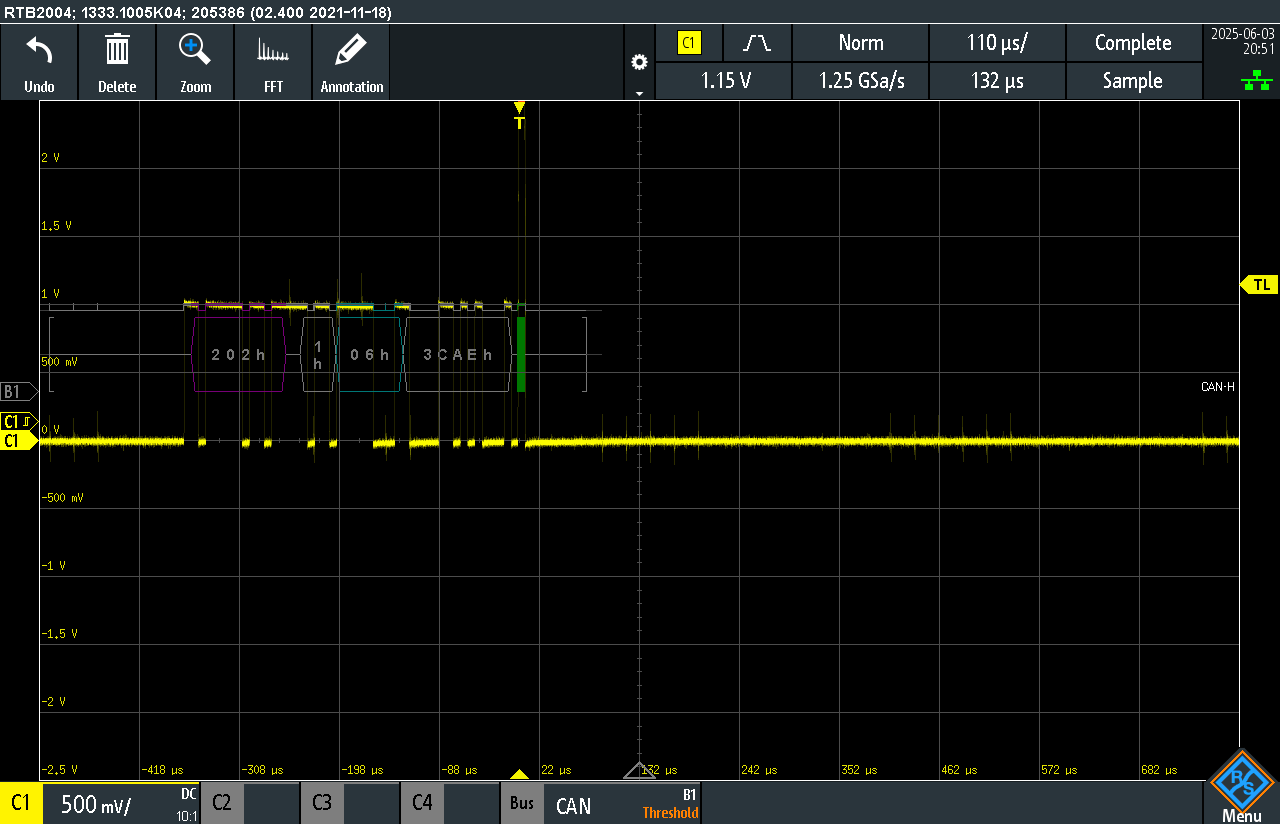 RTB2004; 1333.1005K04; 205386 (02.400 2021-11-18)
Undo
Delete
Zoom
FFT
Annotation
C1
Norm
110 µs/
Complete
1.15 V
1.25 GSa/s
132 µs
Sample
2025-06-03
20:51
T
2 V
1.5 V
1 V
TL
202h
1
h
06h
3CAEh
500 mV
B1
CAN-H
C1
0 V
C1
-500 mV
-1 V
-1.5 V
-2 V
-2.5 V
-418 µs
-308 µs
-198 µs
-88 µs
22 µs
132 µs
242 µs
352 µs
462 µs
572 µs
682 µs
C1
500 mV/
DC
10:1
C2
C3
C4
Bus
CAN
B1
Threshold
R S
Menu